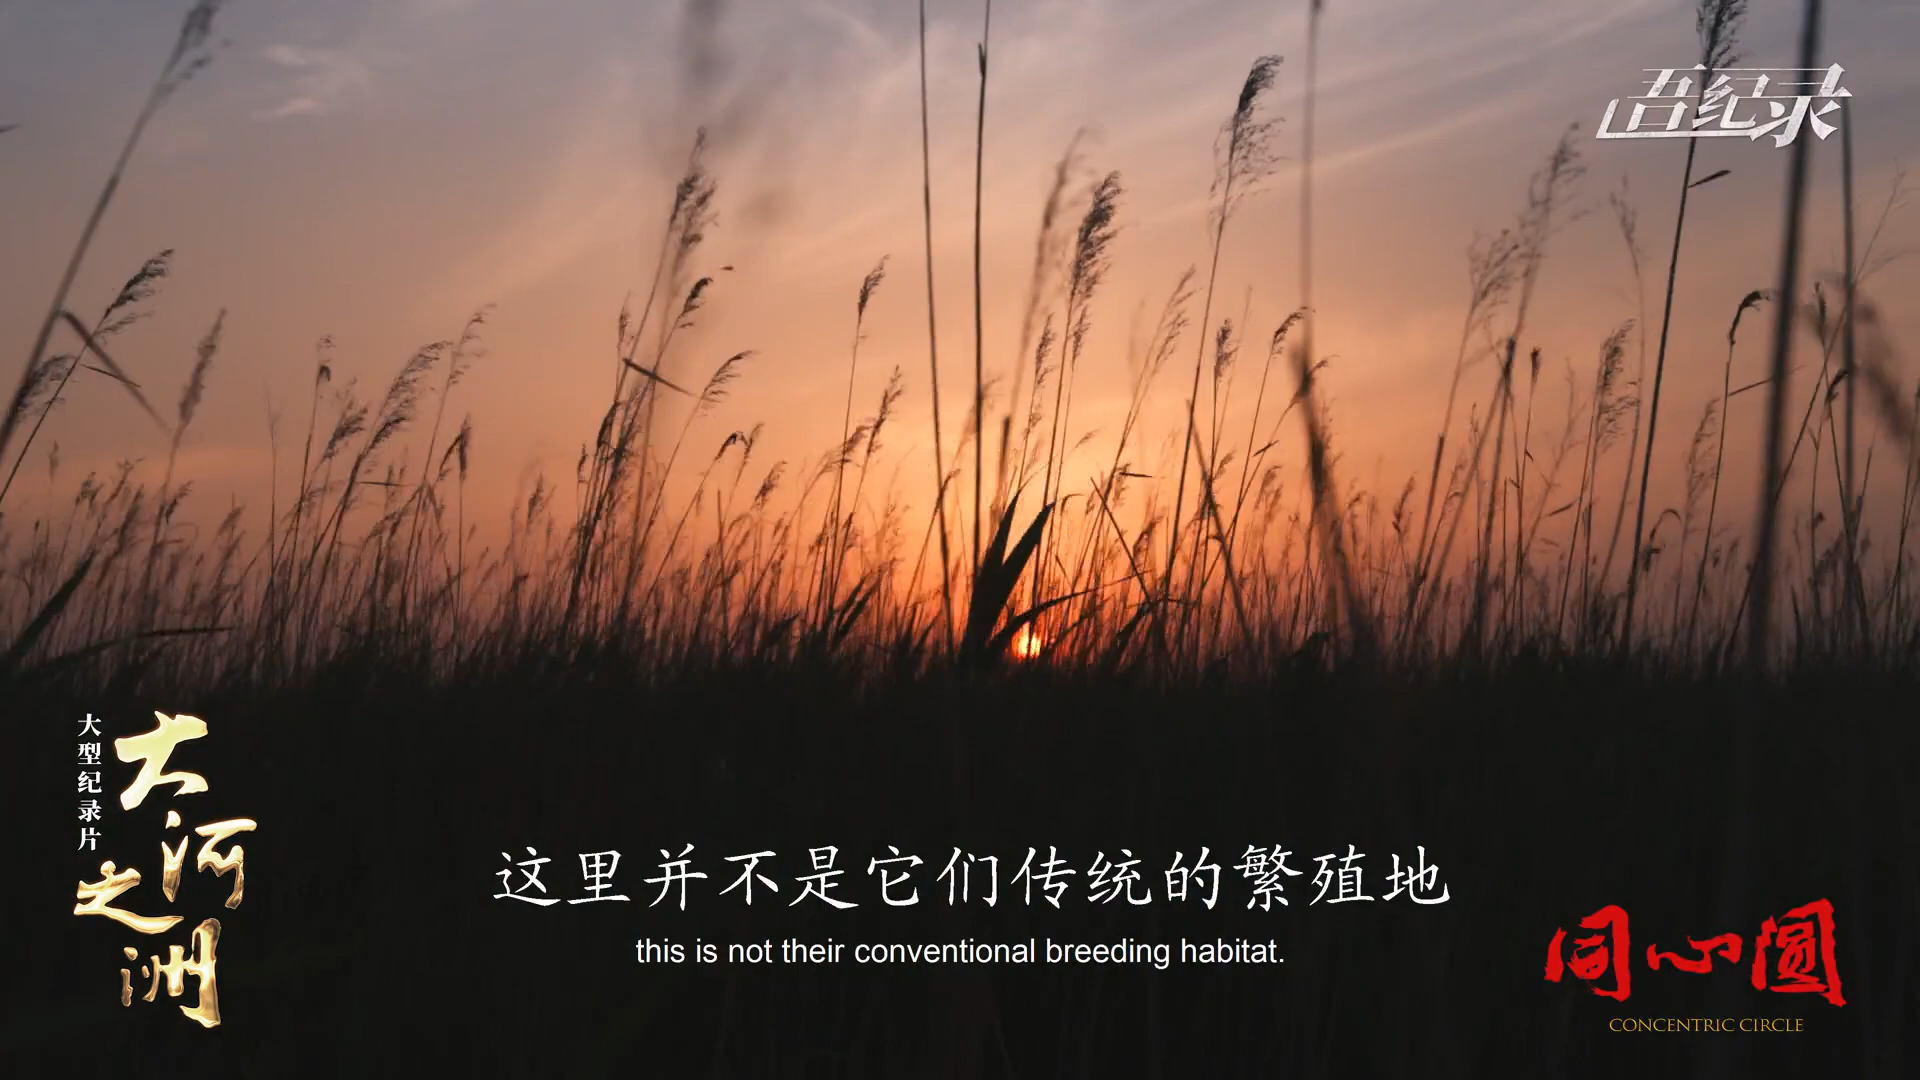 吾纪录
大型纪录片
大河之洲
这里并不是它们传统的繁殖地
this is not their conventional breeding habitat.
同心圆
CONCENTRIC CIRCLE